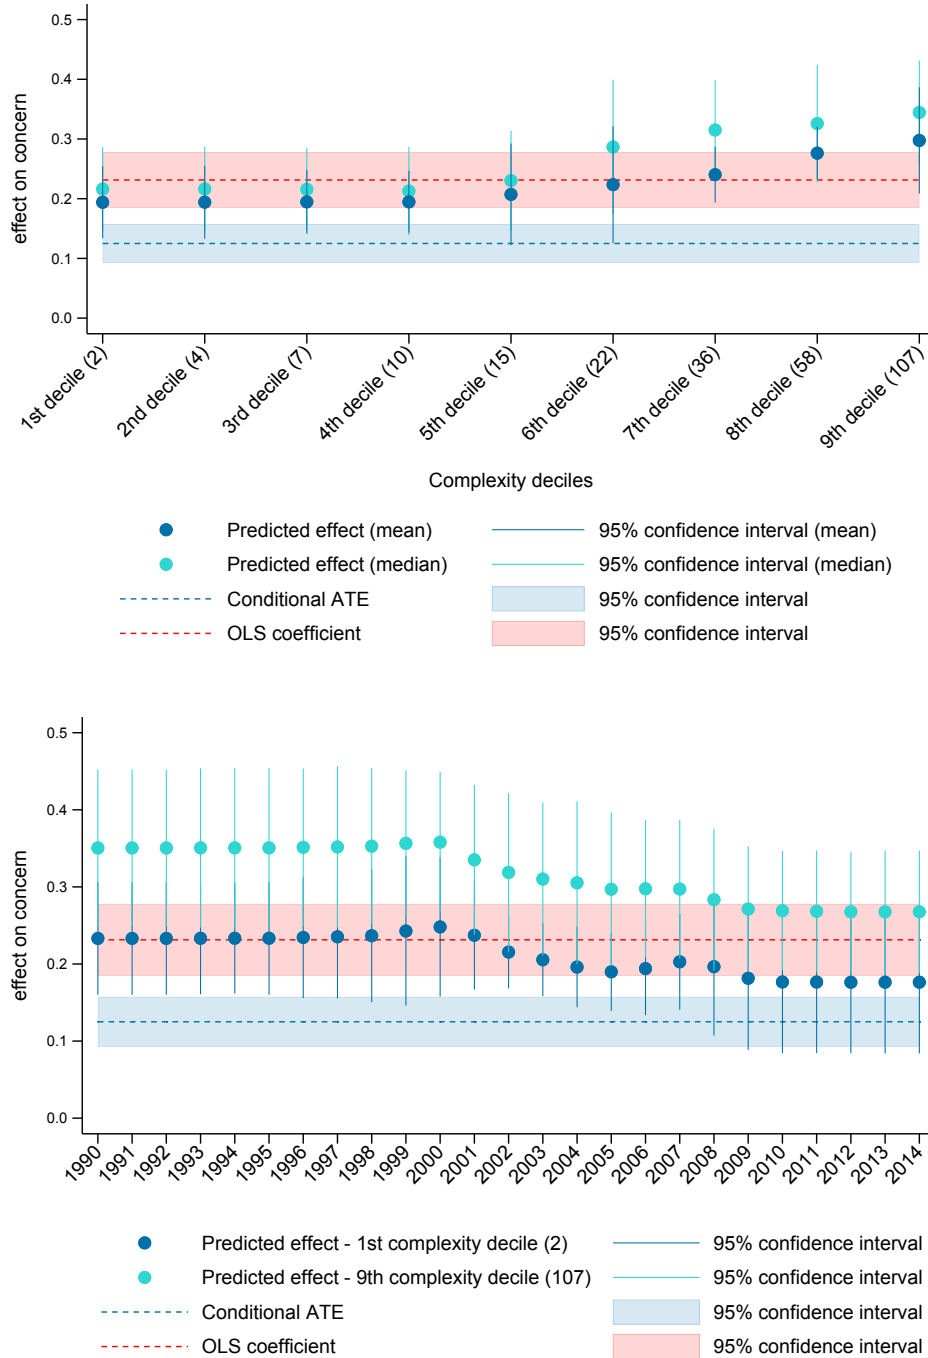 0.5
0.4
0.3
0.2
0.1
0.0
effect on concern
1st decile (2)
2nd decile (4)
3rd decile (7)
4th decile (10)
5th decile (15)
6th decile (22)
7th decile (36)
8th decile (58)
9th decile (107)
Complexity deciles
Predicted effect (mean) 95% confidence interval (mean)
Predicted effect (median) 95% confidence interval (median)
Conditional ATE 95% confidence interval
OLS coefficient 95% confidence interval
0.5
0.4
0.3
0.2
0.1
0.0
effect on concern
1990
1991
1992
1993
1994
1995
1996
1997
1998
1999
2000
2001
2002
2003
2004
2005
2006
2007
2008
2009
2010
2011
2012
2013
2014
Predicted effect - 1st complexity decile (2) 95% confidence interval
Predicted effect - 9th complexity decile (107) 95% confidence interval
Conditional ATE 95% confidence interval
OLS coefficient 95% confidence interval